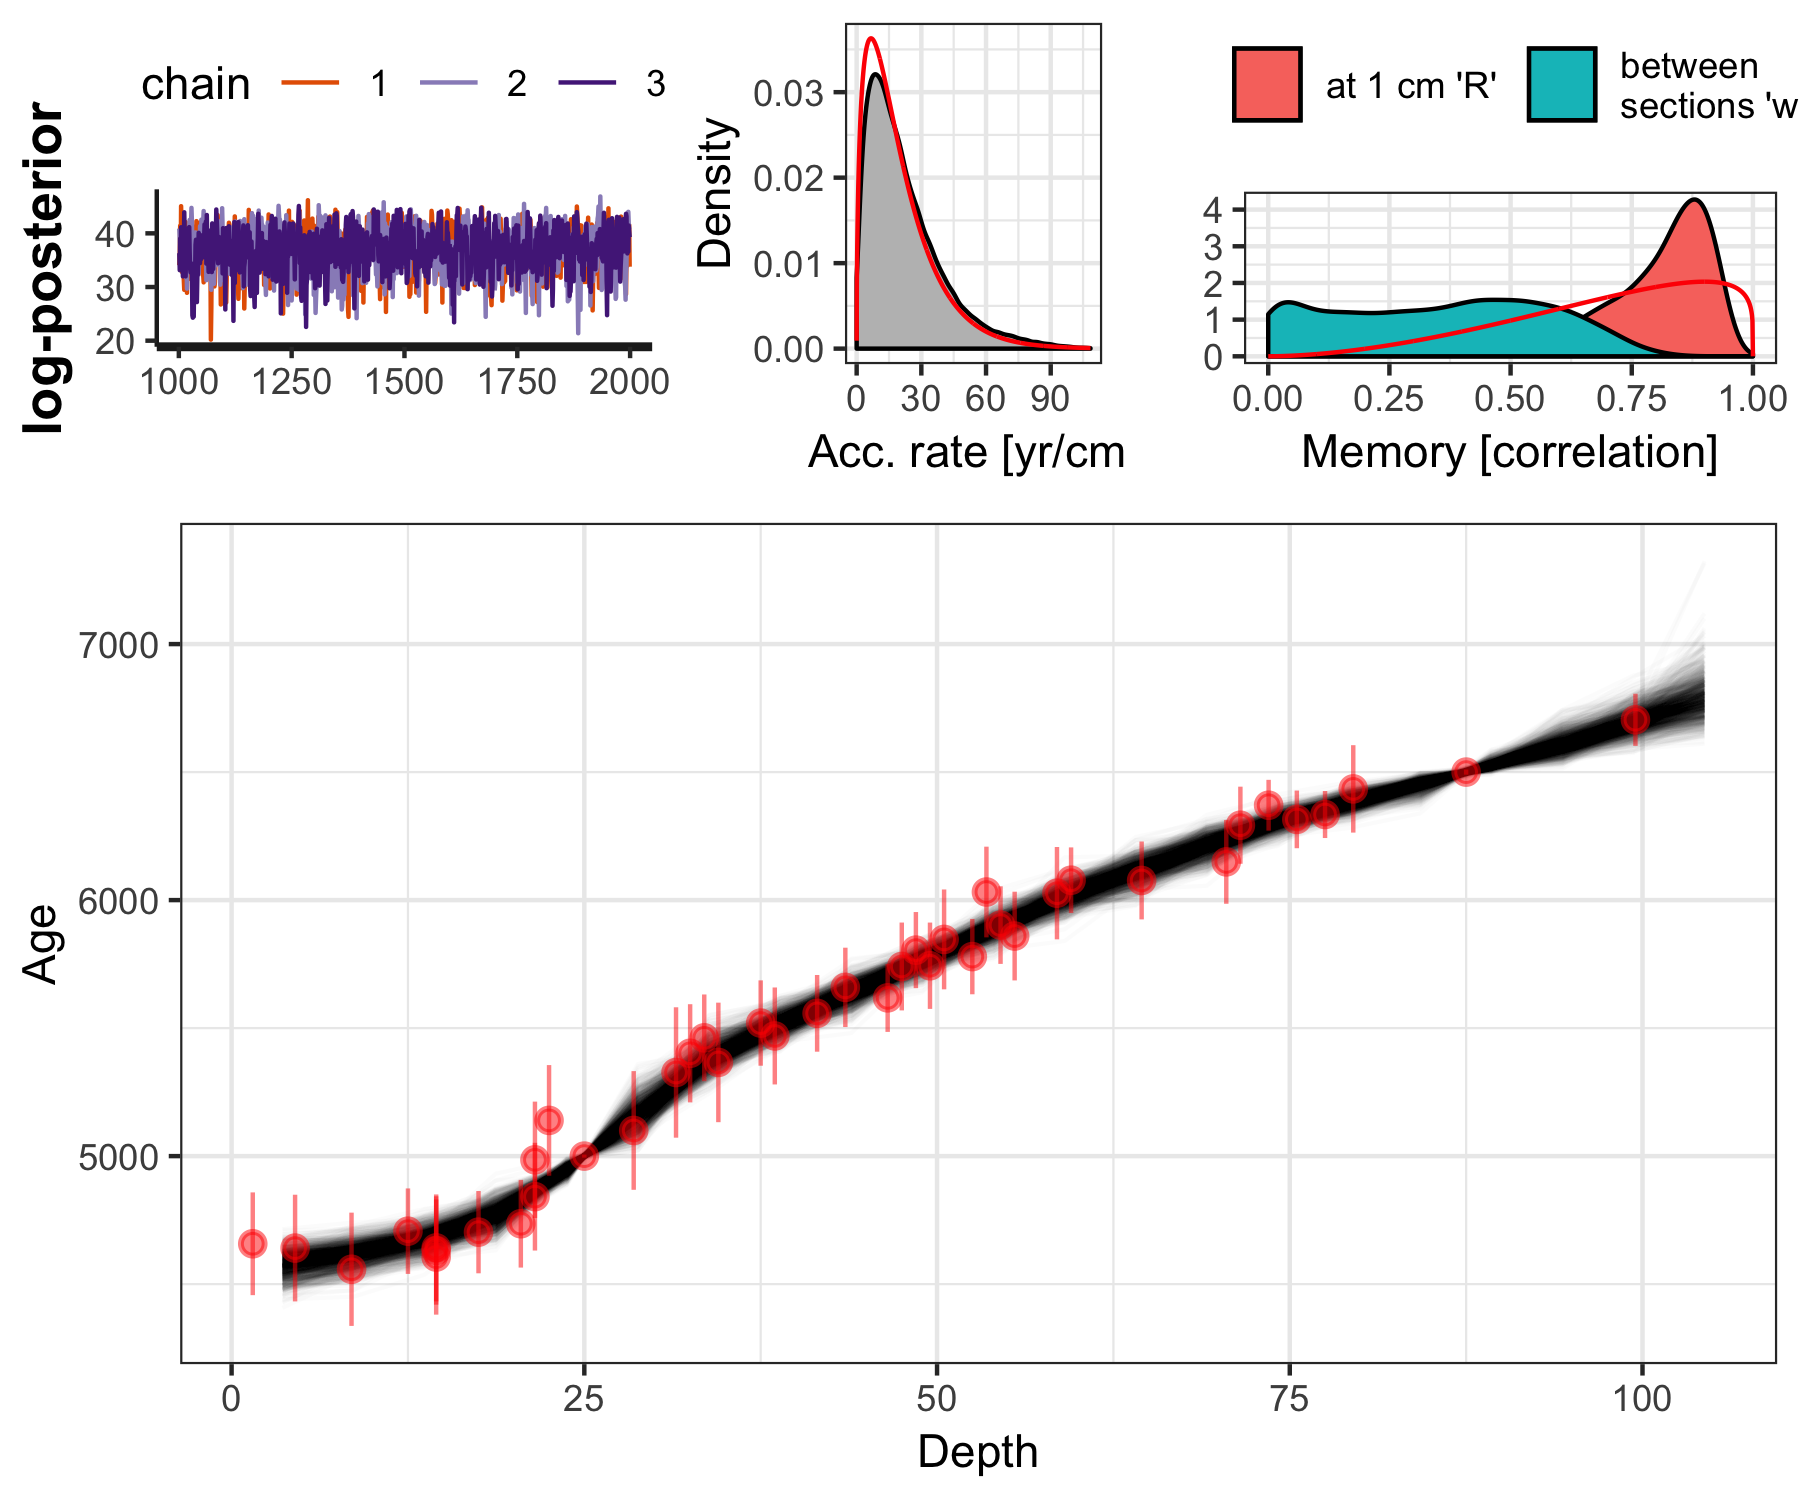 chain 1 2 3
log-posterior
40
30
20
1000 1250 1500 1750 2000
Density
0.03
0.02
0.01
0.00
0 30 60 90
Acc. rate [yr/cm
at 1 cm 'R'
between
sections 'w
4
3
2
1
0
0.00 0.25 0.50 0.75 1.00
Memory [correlation]
Age
7000
6000
5000
0 25 50 75 100
Depth